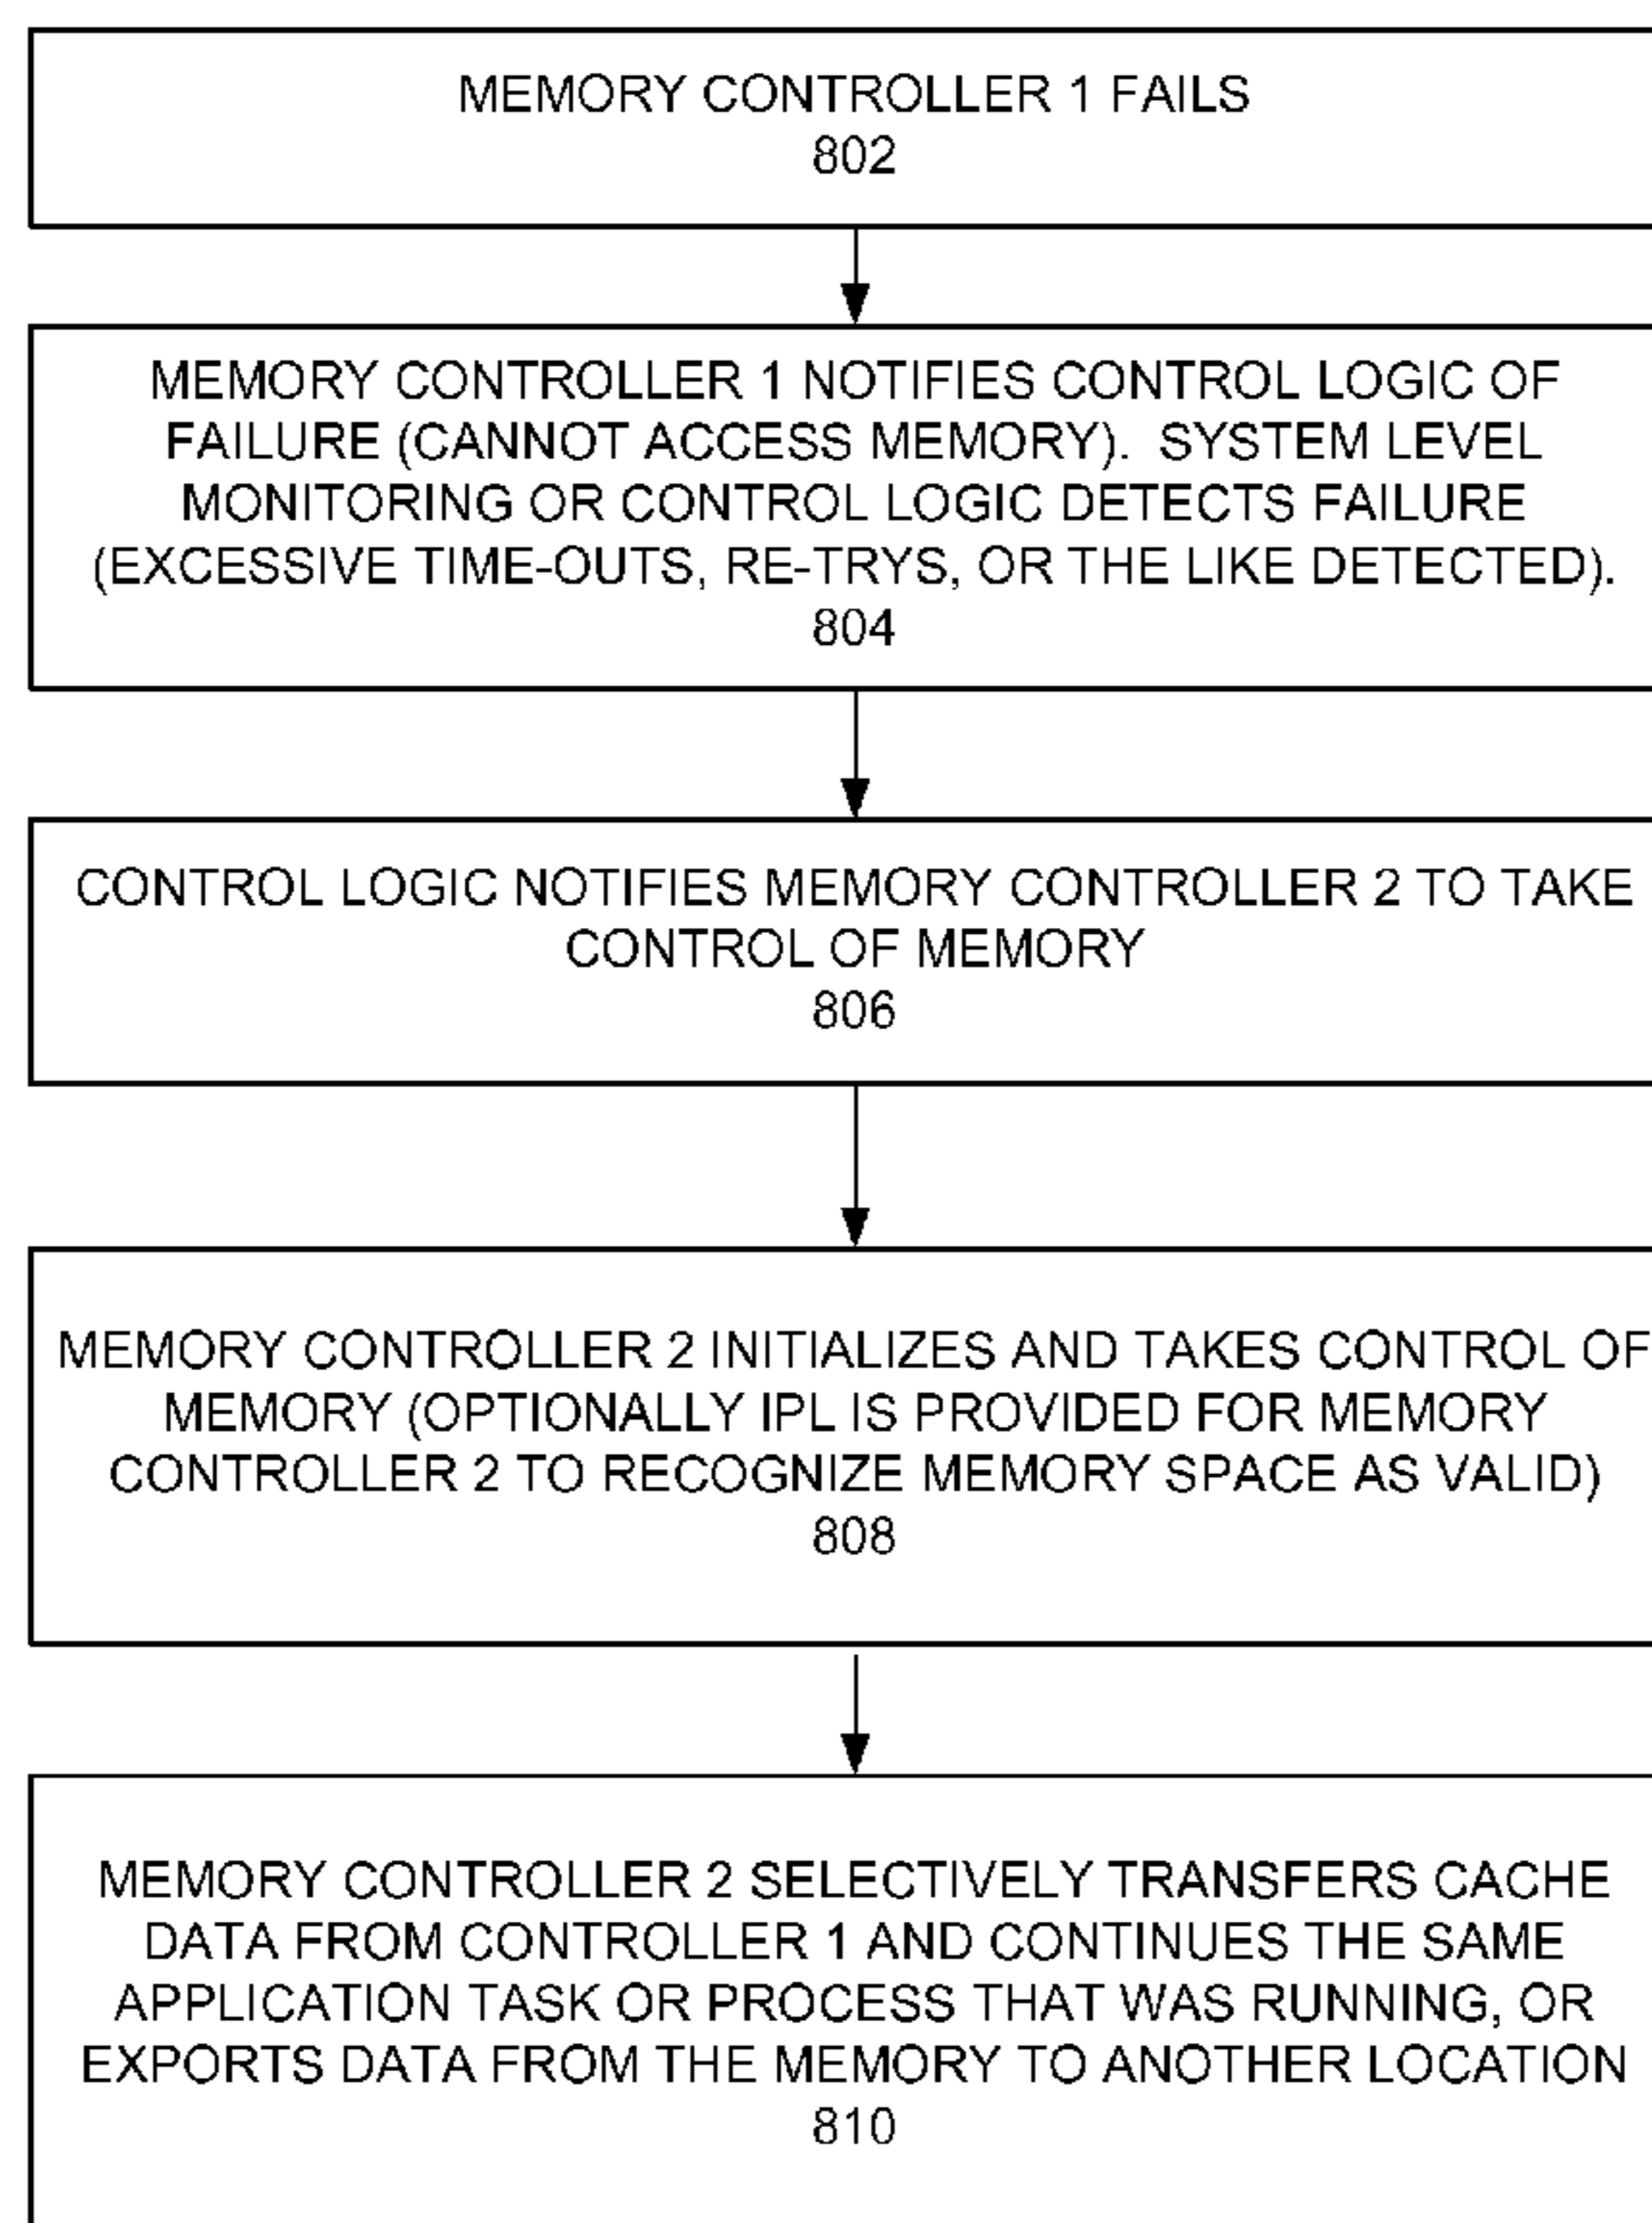 MEMORY CONTROLLER 1 FAILS
802
MEMORY CONTROLLER 1 NOTIFIES CONTROL LOGIC OF
FAILURE (CANNOT ACCESS MEMORY). SYSTEM LEVEL
MONITORING OR CONTROL LOGIC DETECTS FAILURE
(EXCESSIVE TIME-OUTS, RE-TRYS, OR THE LIKE DETECTED).
804
CONTROL LOGIC NOTIFIES MEMORY CONTROLLER 2 TO TAKE
CONTROL OF MEMORY
806
MEMORY CONTROLLER 2 INITIALIZES AND TAKES CONTROL OF
MEMORY (OPTIONALLY IPL IS PROVIDED FOR MEMORY
CONTROLLER 2 TO RECOGNIZE MEMORY SPACE AS VALID)
808
MEMORY CONTROLLER 2 SELECTIVELY TRANSFERS CACHE
DATA FROM CONTROLLER 1 AND CONTINUES THE SAME
APPLICATION TASK OR PROCESS THAT WAS RUNNING, OR
EXPORTS DATA FROM THE MEMORY TO ANOTHER LOCATION
810